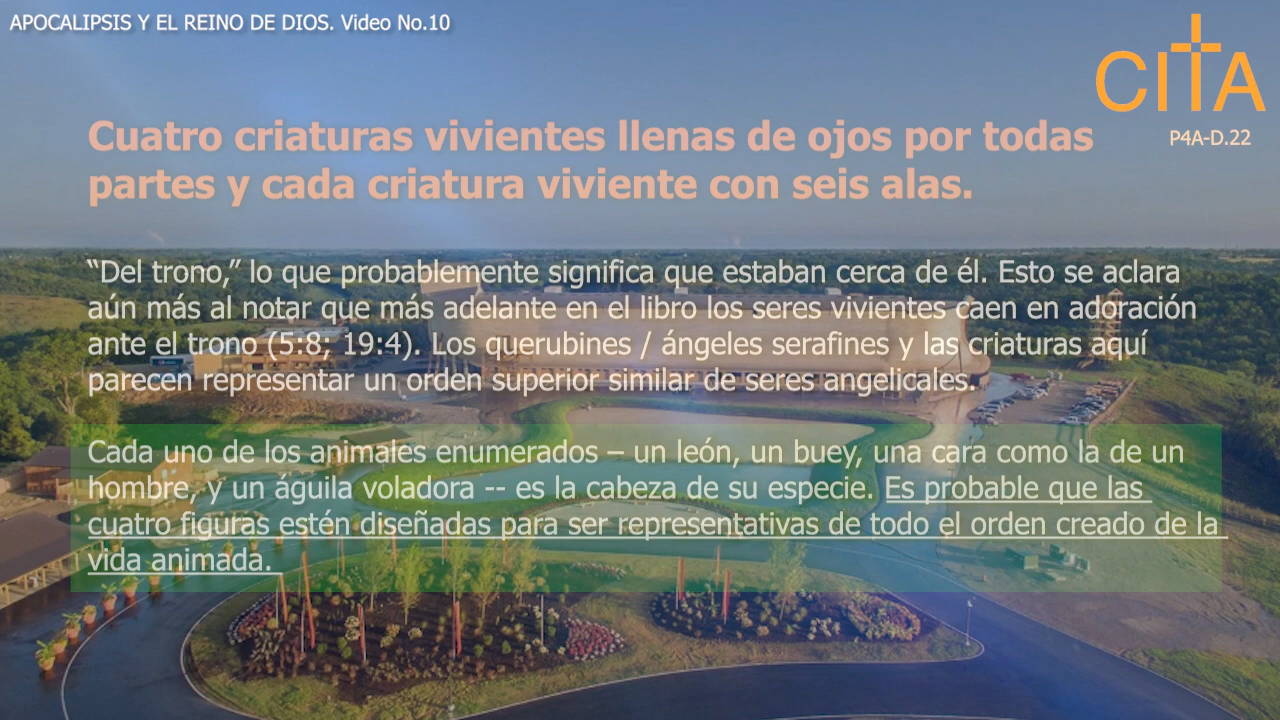 APOCALIPSIS Y EL REINO DE DIOS. Video No.10
CITA
P4A-D.22
Cuatro criaturas vivientes llenas de ojos por todas
partes y cada criatura viviente con seis alas.
“Del trono,” lo que probablemente significa que estaban cerca de él. Esto se aclara
aún más al notar que más adelante en el libro los seres vivientes caen en adoración
ante el trono (5:8; 19:4). Los querubines / ángeles serafines y las criaturas aquí
parecen representar un orden superior similar de seres angelicales.
Cada uno de los animales enumerados – un león, un buey, una cara como la de un
hombre, y un águila voladora -- es la cabeza de su especie. Es probable que las
cuatro figuras estén diseñadas para ser representativas de todo el orden creado de la
vida animada.